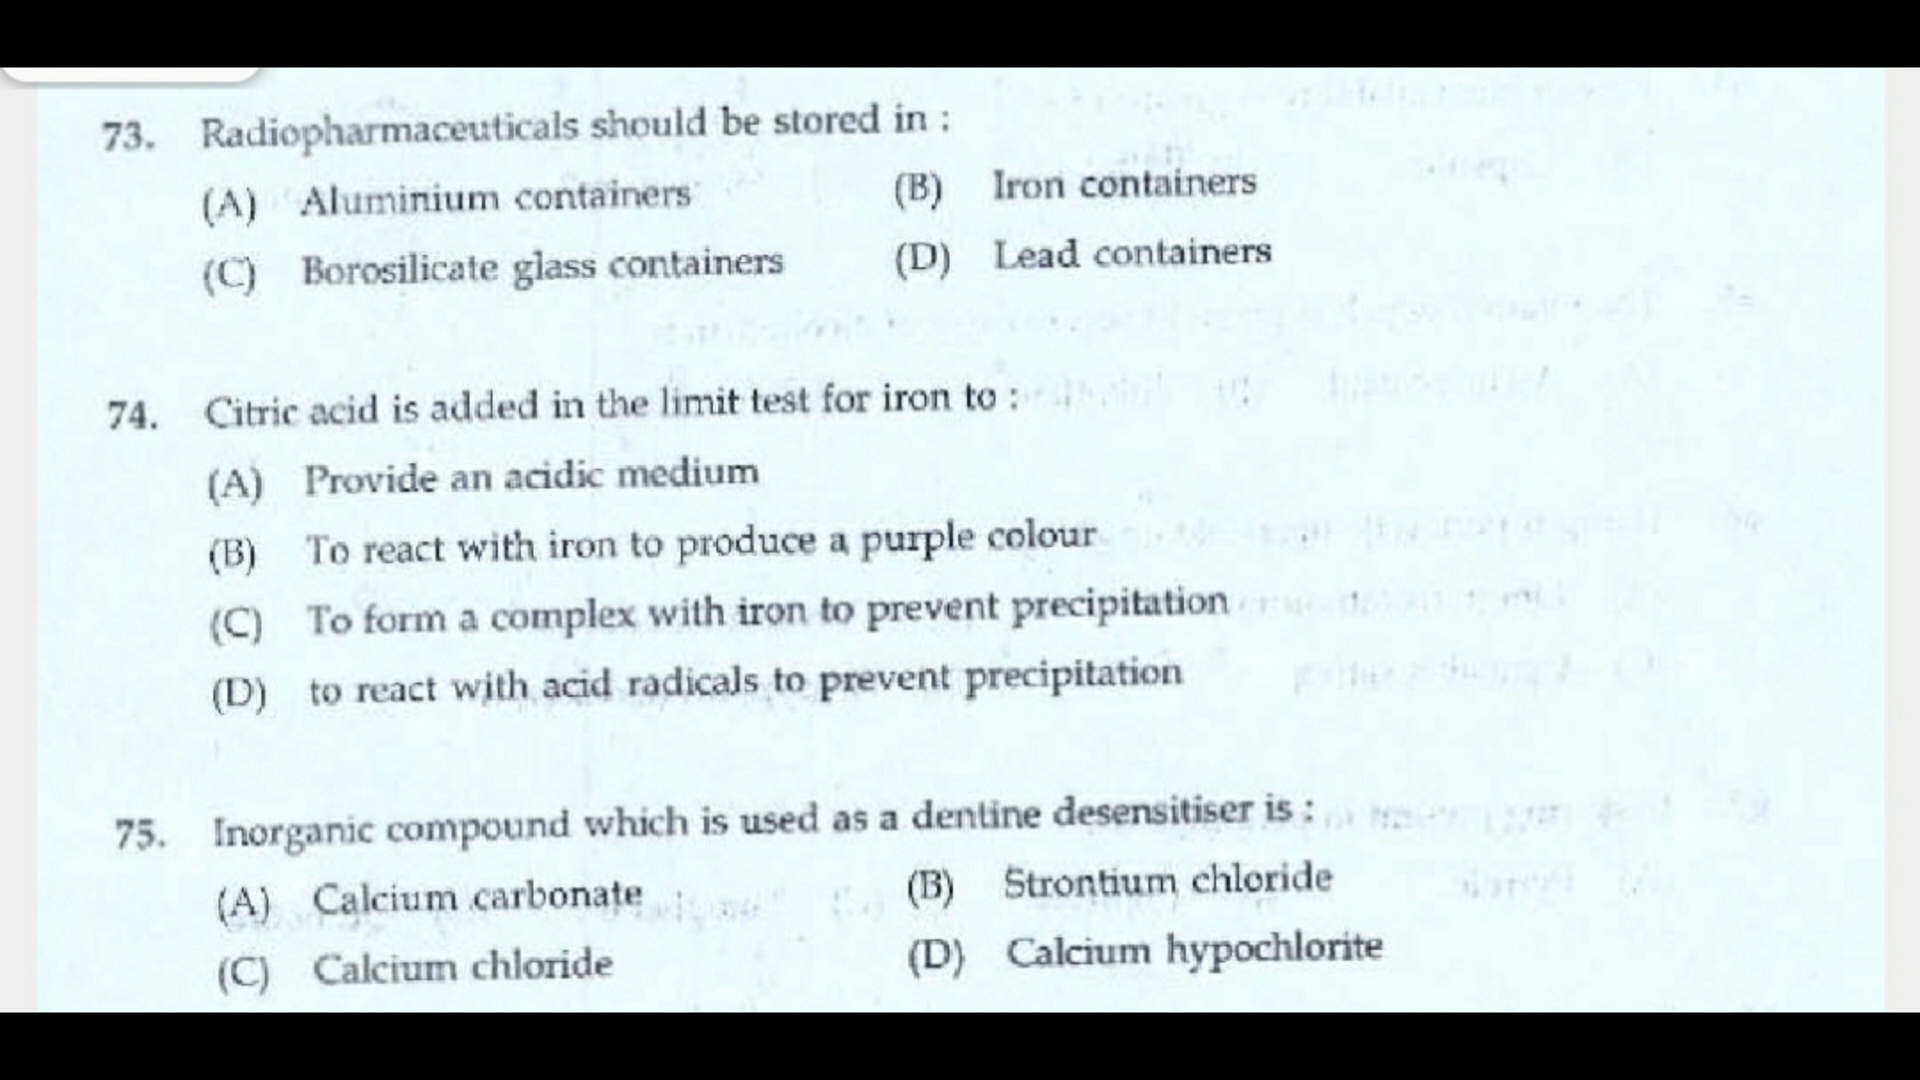 73. Radiopharmaceuticals should be stored in :
(A) Aluminium containers (B) Iron containers
(C) Borosilicate glass containers (D) Lead containers
74. Citric acid is added in the limit test for iron to :
(A) Provide an acidic medium
(B) To react with iron to produce a purple colour
(C) To form a complex with iron to prevent precipitation
(D) to react with acid radicals to prevent precipitation
75. Inorganic compound which is used as a dentine desensitiser is :
(A) Calcium carbonate (B) Strontium chloride
(C) Calcium chloride (D) Calcium hypochlorite